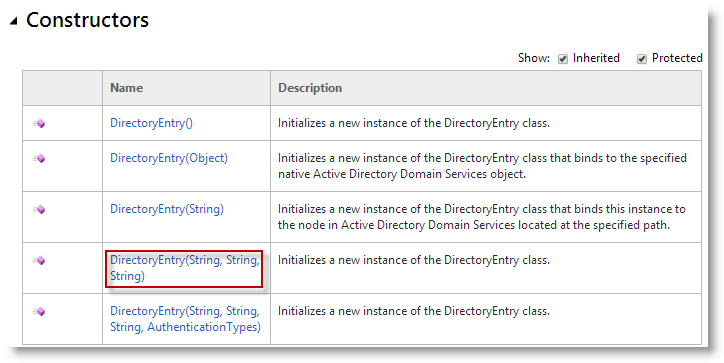 Constructors
Show: Inherited Protected
Name Description
DirectoryEntry() Initializes a new instance of the DirectoryEntry class.
DirectoryEntry(Object) Initializes a new instance of the DirectoryEntry class that binds to the specified
native Active Directory Domain Services object.
DirectoryEntry(String) Initializes a new instance of the DirectoryEntry class that binds this instance to
the node in Active Directory Domain Services located at the specified path.
DirectoryEntry(String, String, Initializes a new instance of the DirectoryEntry class.
String)
DirectoryEntry(String, String, Initializes a new instance of the DirectoryEntry class.
String, AuthenticationTypes)